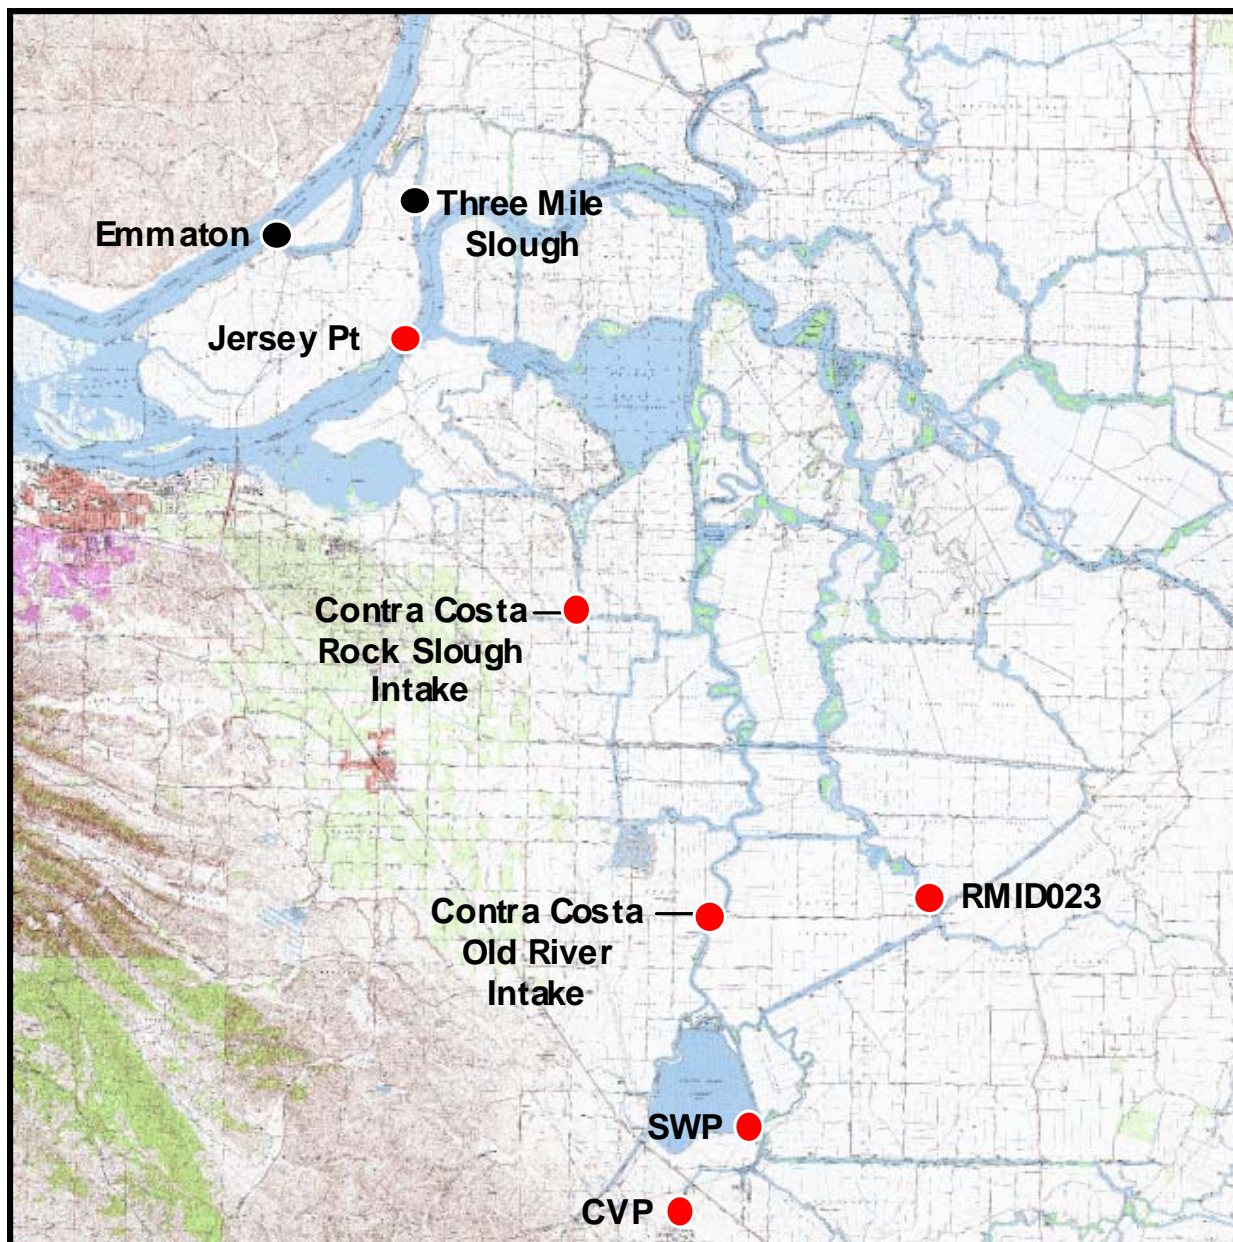 Three Mile
Slough
Emmaton
Jersey Pt
Contra Costa
Rock Slough
Intake
Contra Costa
Old River
Intake
RMID023
SWP
CVP